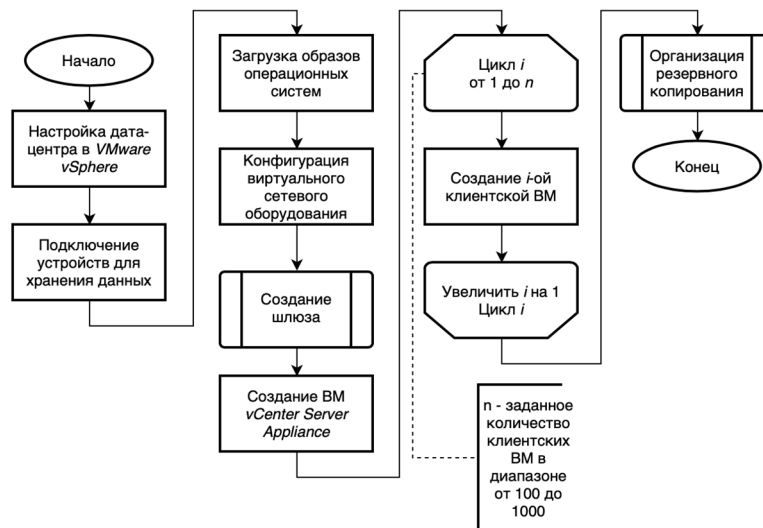 Начало
Настройка дата-
центра в VMware
vSphere
Подключение
устройств для
хранения данных
Загрузка образов
операционных
систем
Конфигурация
виртуального
сетевого
оборудования
Создание
шлюза
Создание ВМ
vCenter Server
Appliance
Цикл i
от 1 до n
Создание i-ой
клиентской ВМ
Увеличить i на 1
Цикл i
n - заданное
количество
клиентских
ВМ в
диапазоне
от 100 до
1000
Организация
резервного
копирования
Конец